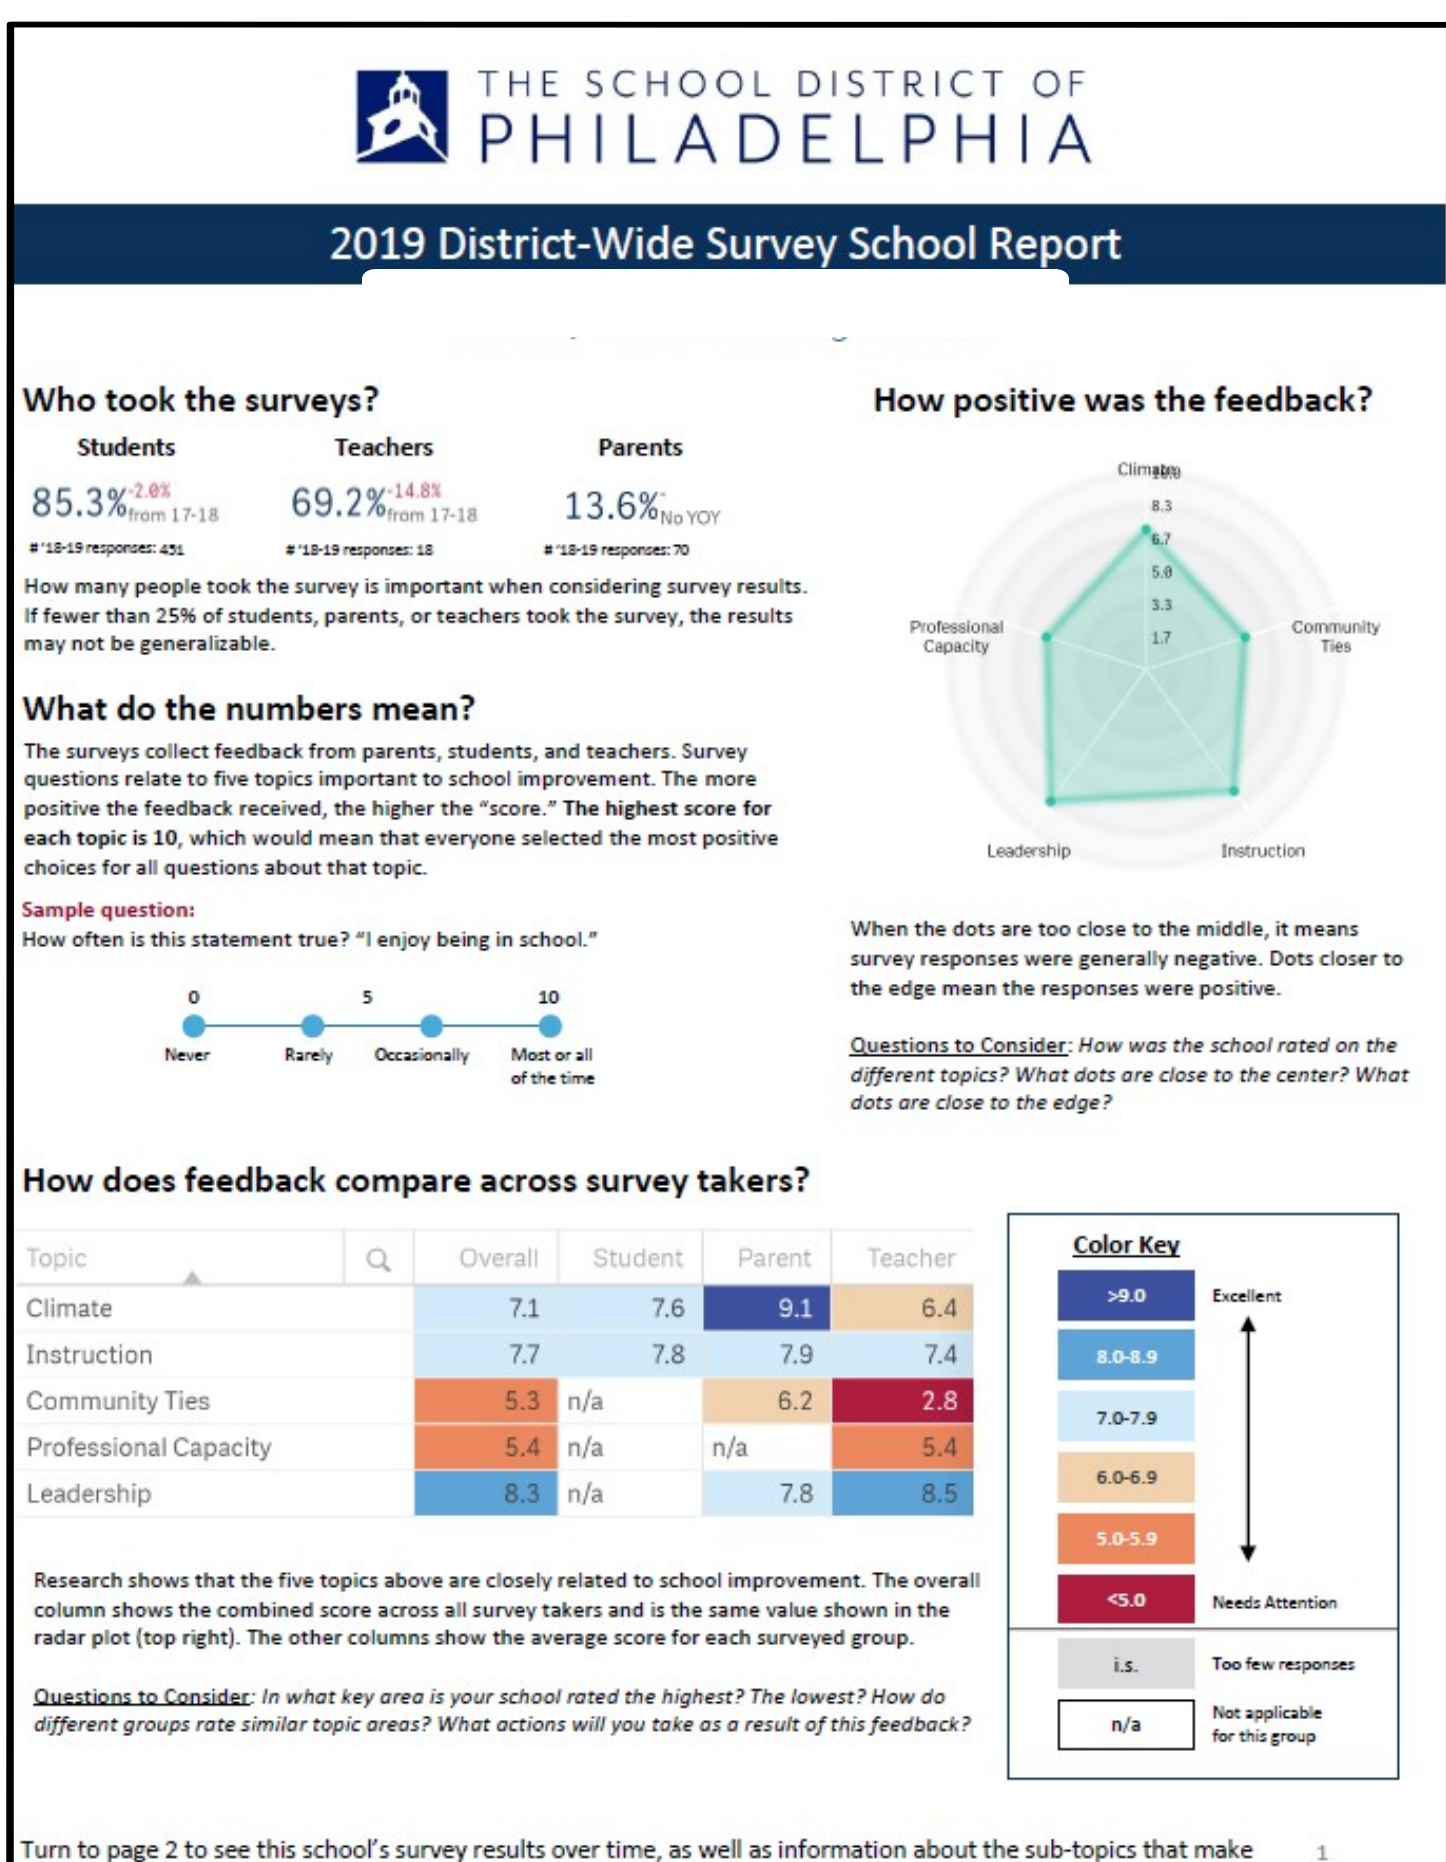 THE SCHOOL DISTRICT OF
PHILADELPHIA
2019 District-Wide Survey School Report
Who took the surveys?
Students
Teachers
Parents
85.3% -2.0% from 17-18
69.2% -14.8% from 17-18
13.6% - No YOY
# '18-19 responses: 431
# '18-19 responses: 18
# '18-19 responses: 70
How many people took the survey is important when considering survey results.
If fewer than 25% of students, parents, or teachers took the survey, the results
may not be generalizable.
What do the numbers mean?
The surveys collect feedback from parents, students, and teachers. Survey
questions relate to five topics important to school improvement. The more
positive the feedback received, the higher the “score.” The highest score for
each topic is 10, which would mean that everyone selected the most positive
choices for all questions about that topic.
Sample question:
How often is this statement true? “I enjoy being in school.”
0 5 10
Never Rarely Occasionally Most or all
of the time
How positive was the feedback?
Climate
10.0
8.3
6.7
5.0
3.3
1.7
Professional
Capacity
Community
Ties
Leadership
Instruction
When the dots are too close to the middle, it means
survey responses were generally negative. Dots closer to
the edge mean the responses were positive.
Questions to Consider: How was the school rated on the
different topics? What dots are close to the center? What
dots are close to the edge?
How does feedback compare across survey takers?
Topic Overall Student Parent Teacher
Climate 7.1 7.6 9.1 6.4
Instruction 7.7 7.8 7.9 7.4
Community Ties 5.3 n/a 6.2 2.8
Professional Capacity 5.4 n/a n/a 5.4
Leadership 8.3 n/a 7.8 8.5
Color Key
>9.0 Excellent
8.0-8.9
7.0-7.9
6.0-6.9
5.0-5.9
<5.0 Needs Attention
i.s. Too few responses
n/a Not applicable
for this group
Research shows that the five topics above are closely related to school improvement. The overall
column shows the combined score across all survey takers and is the same value shown in the
radar plot (top right). The other columns show the average score for each surveyed group.
Questions to Consider: In what key area is your school rated the highest? The lowest? How do
different groups rate similar topic areas? What actions will you take as a result of this feedback?
Turn to page 2 to see this school’s survey results over time, as well as information about the sub-topics that make
1